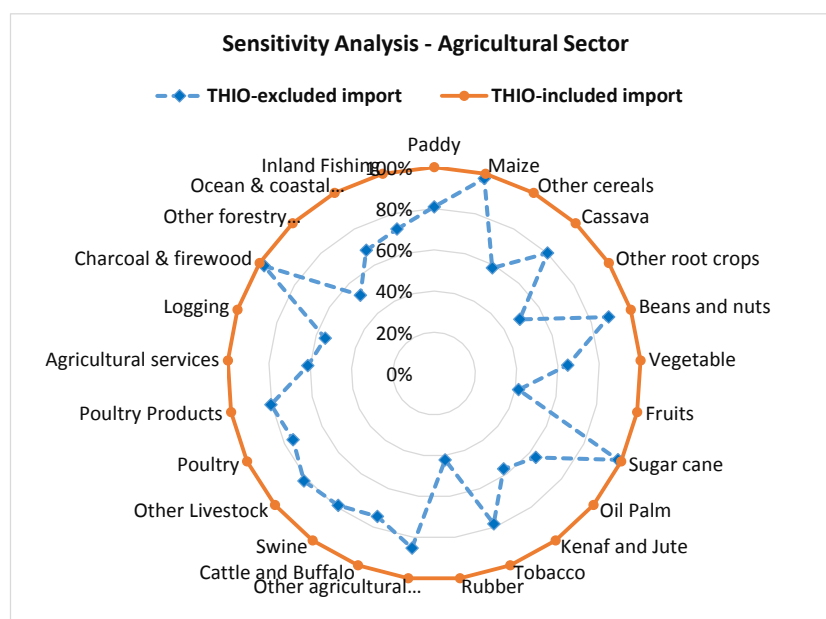 Sensitivity Analysis - Agricultural Sector
THIO-excluded import
THIO-included import
Paddy
Maize
Other cereals
Cassava
Other root crops
Beans and nuts
Vegetable
Fruits
Sugar cane
Oil Palm
Kenaf and Jute
Tobacco
Rubber
Other agricultural...
Cattle and Buffalo
Swine
Other Livestock
Poultry
Poultry Products
Agricultural services
Logging
Charcoal & firewood
Other forestry...
Ocean & coastal...
Inland Fishing
100%
80%
60%
40%
20%
0%